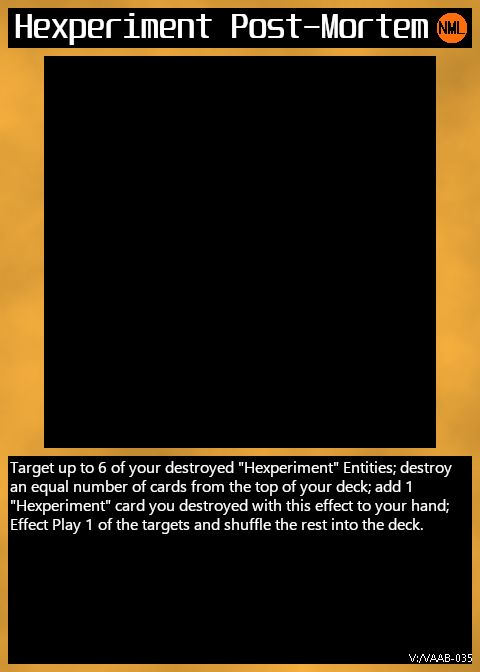 Hexperiment Post-Mortem NML
Target up to 6 of your destroyed "Hexperiment" Entities; destroy
an equal number of cards from the top of your deck; add 1
"Hexperiment" card you destroyed with this effect to your hand;
Effect Play 1 of the targets and shuffle the rest into the deck.
V:/VAAB-035